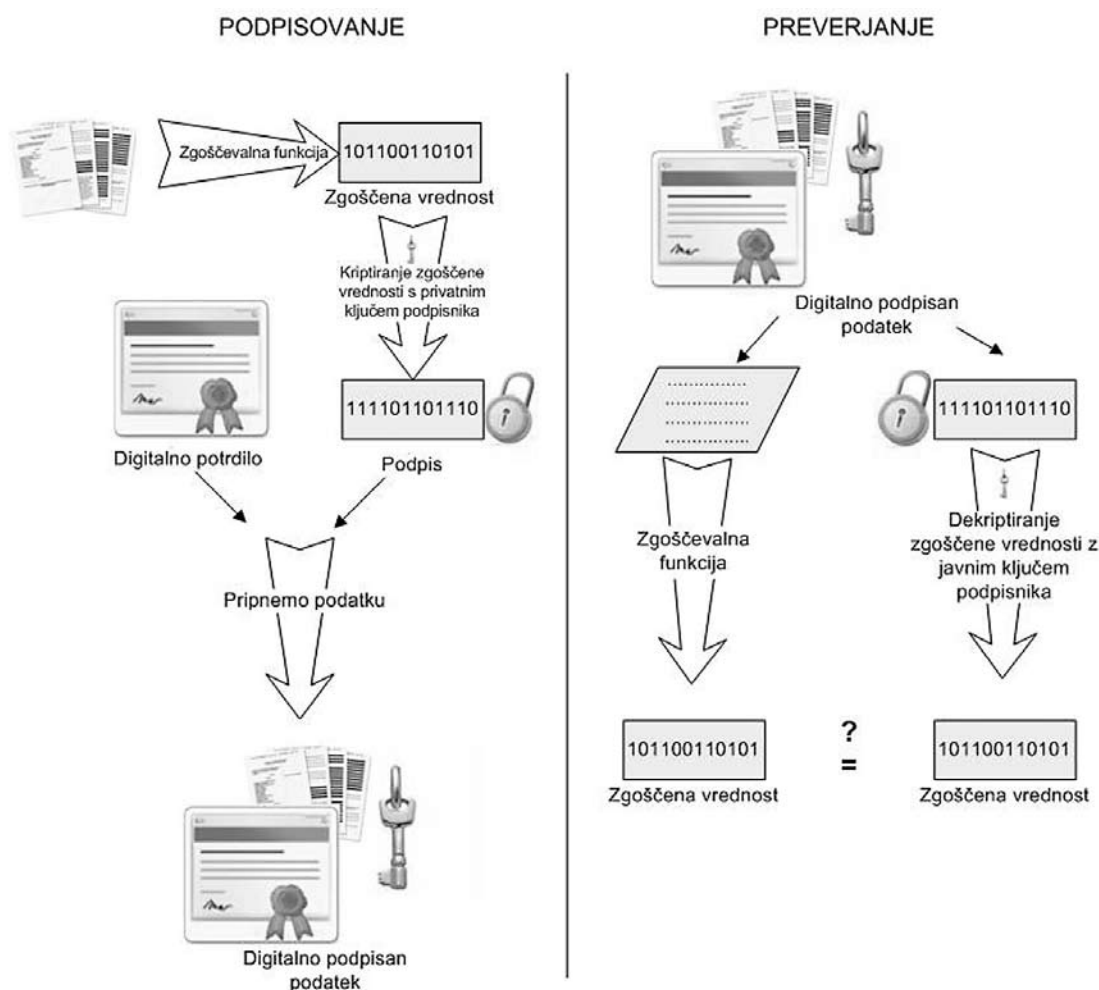 PODPISOVANJE
Zgoščevalna funkcija
101100110101
Zgoščena vrednost
Kriptiranje zgoščene
vrednosti s privatnim
ključem podpisnika
111101101110
Digitalno potrdilo
Podpis
Pripnemo podatku
Digitalno podpisan
podatek
PREVERJANJE
Digitalno podpisan
podatek
111101101110
Zgoščevalna
funkcija
Dekriptiranje
zgoščene vrednosti z
javnim ključem
podpisnika
101100110101
Zgoščena vrednost
?
=
101100110101
Zgoščena vrednost